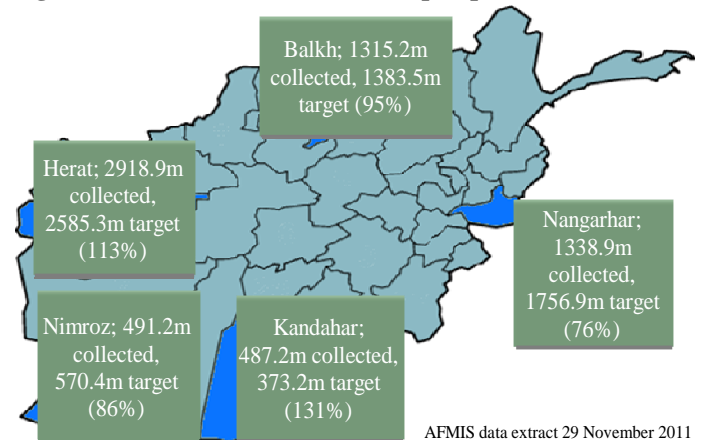 Balkh; 1315.2m
collected, 1383.5m
target (95%)
Herat; 2918.9m
collected,
2585.3m target
(113%)
Nangarhar;
1338.9m
collected,
1756.9m target
(76%)
Nimroz; 491.2m
collected,
570.4m target
(86%)
Kandahar;
487.2m collected,
373.2m target
(131%)
AFMIS data extract 29 November 2011